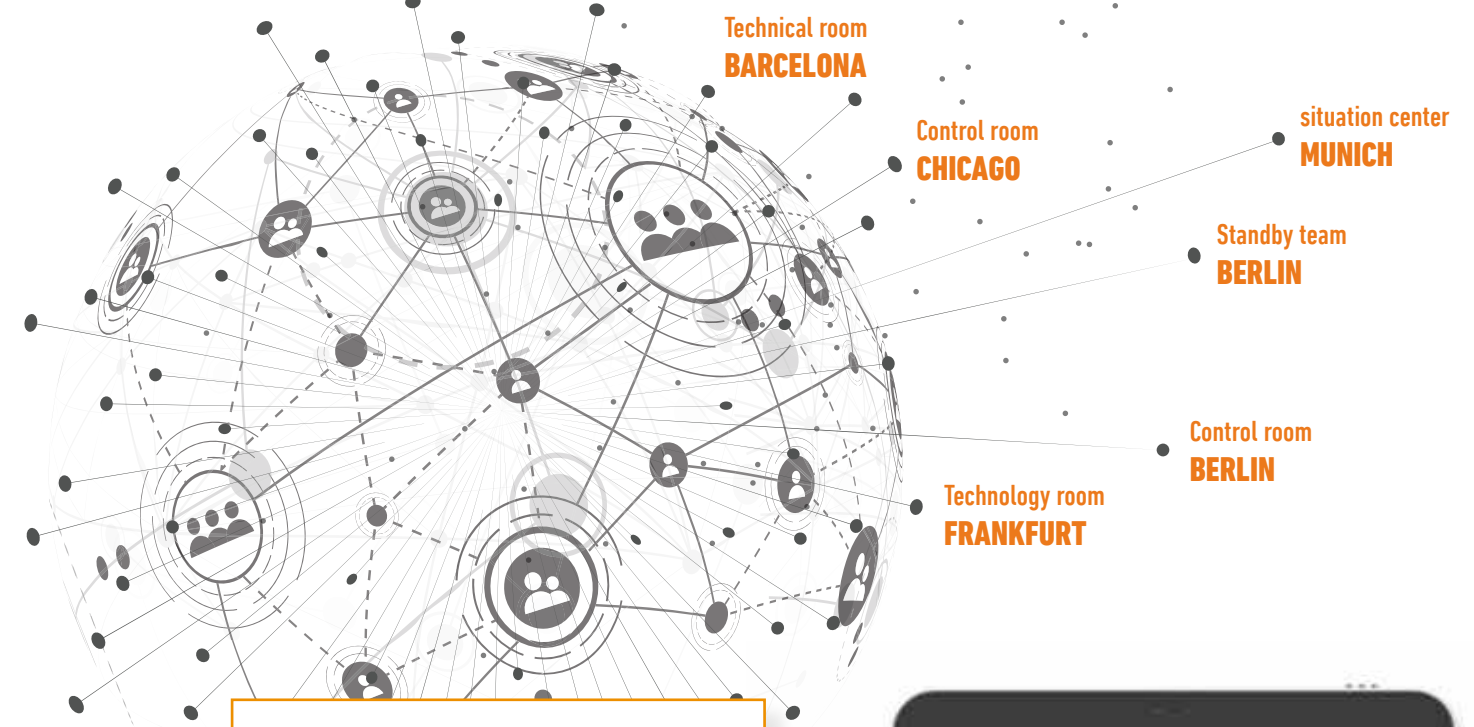 Technical room
BARCELONA
Control room
CHICAGO
situation center
MUNICH
Standby team
BERLIN
Control room
BERLIN
Technology room
FRANKFURT